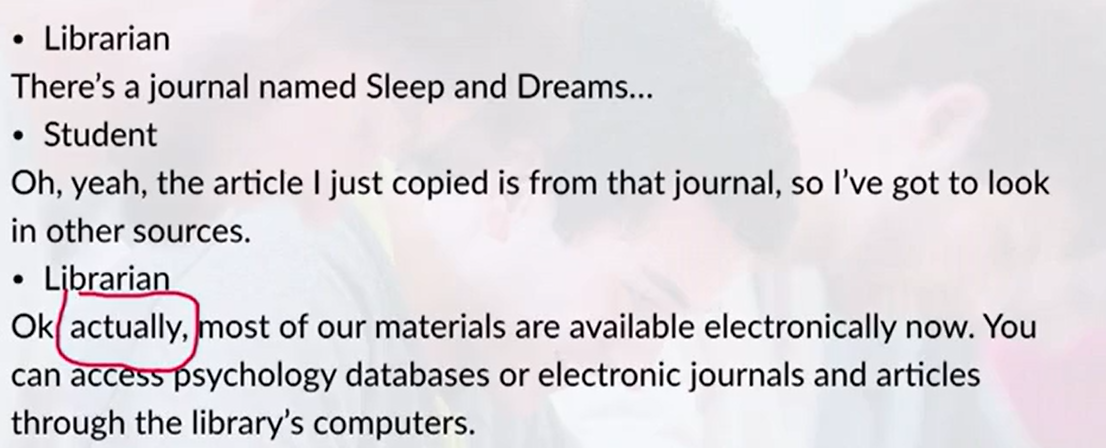 • Librarian
There's a journal named Sleep and Dreams...
• Student
Oh, yeah, the article I just copied is from that journal, so I've got to look
in other sources.
• Librarian
Ok actually, most of our materials are available electronically now. You
can access psychology databases or electronic journals and articles
through the library's computers.